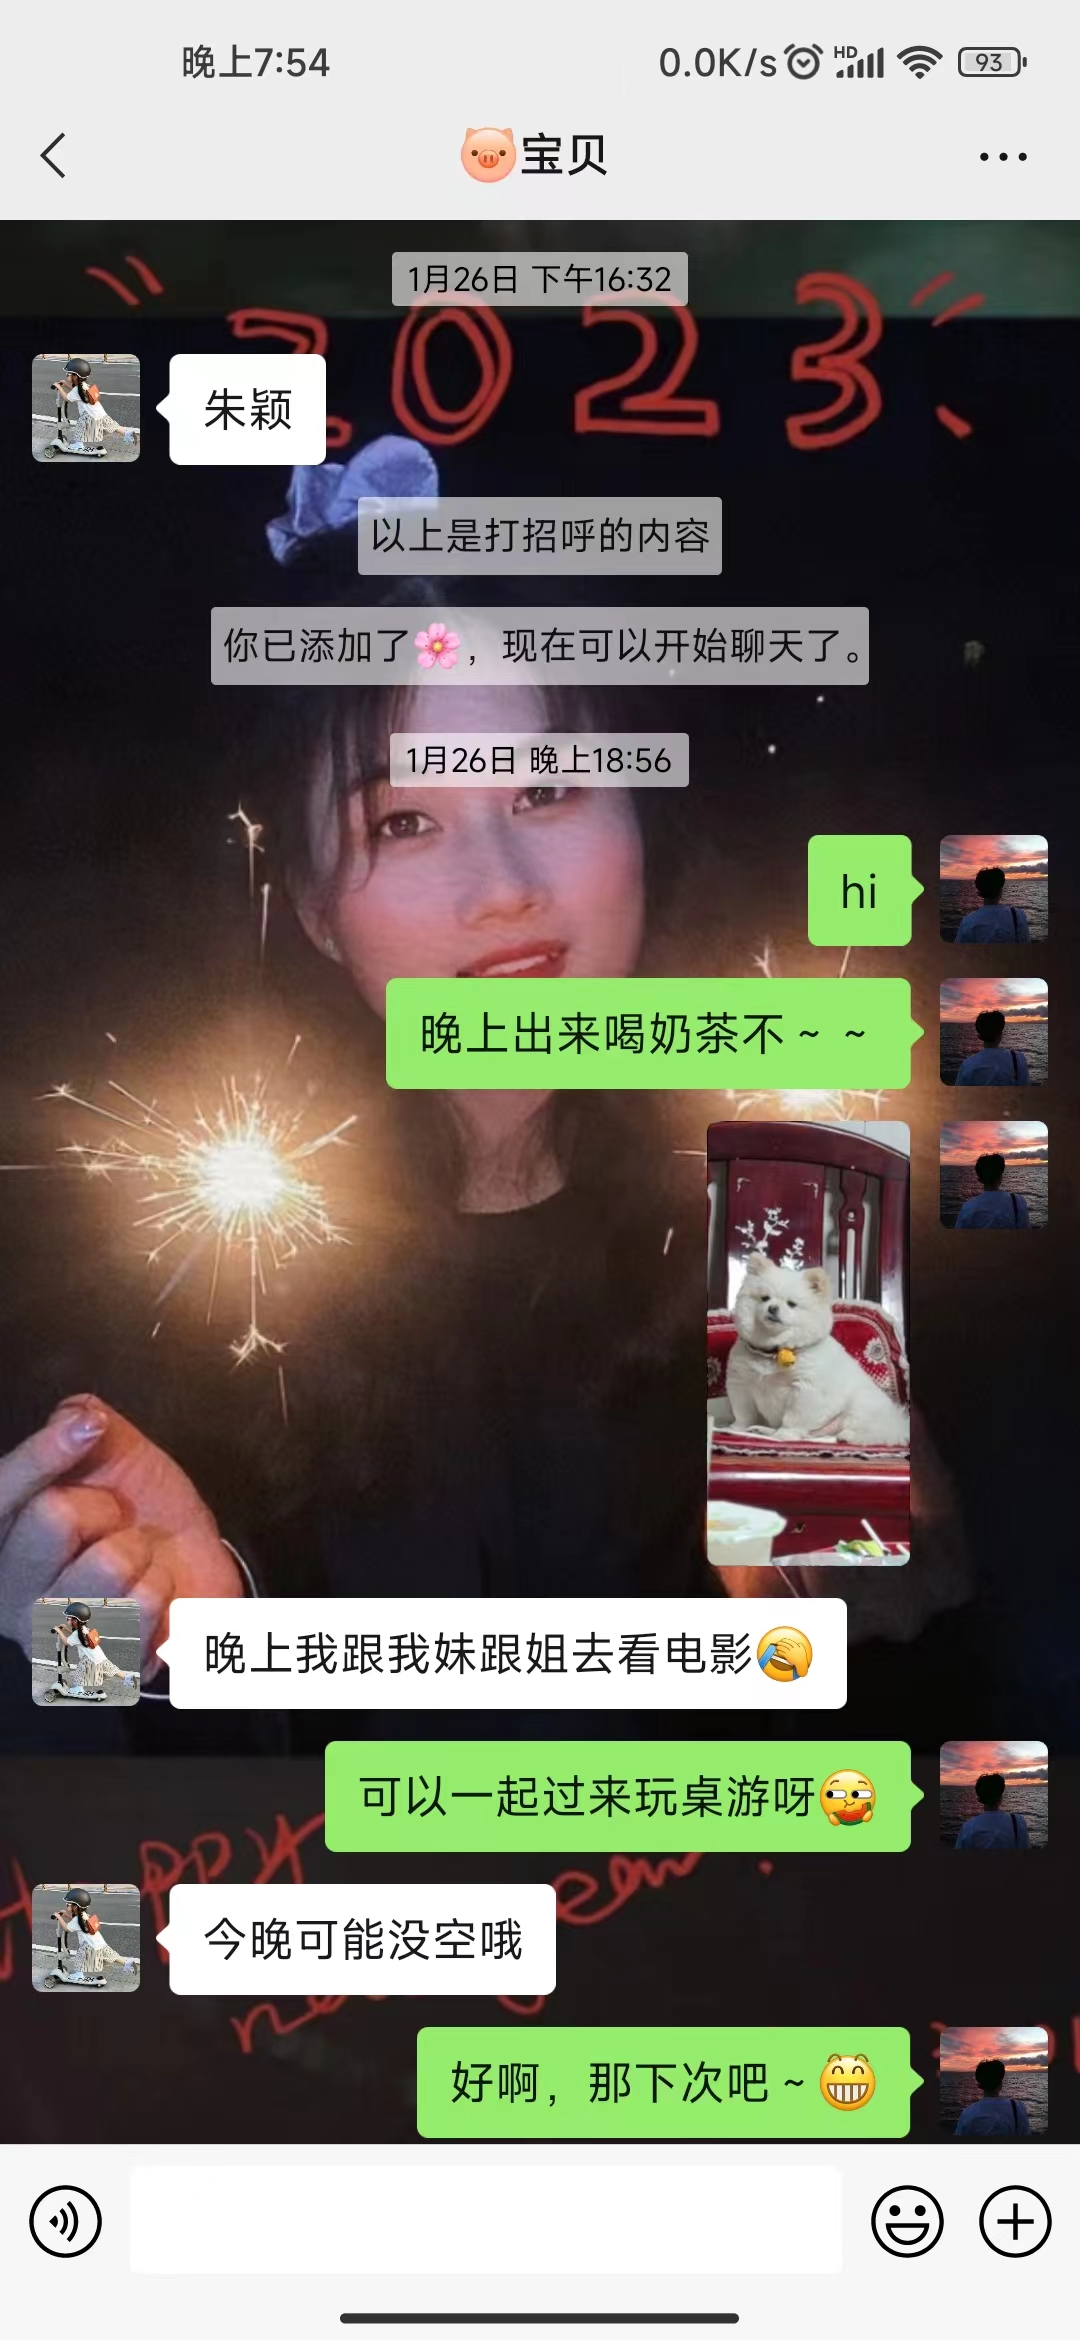 晚上7:54
0.0K/s HD 93
🐷宝贝
1月26日 下午16:32
2023
朱颖
以上是打招呼的内容
你已添加了🌸，现在可以开始聊天了。
1月26日 晚上18:56
hi
晚上出来喝奶茶不~ ~
晚上我跟我妹跟姐去看电影🤦
可以一起过来玩桌游呀
今晚可能没空哦
好啊，那下次吧~😁